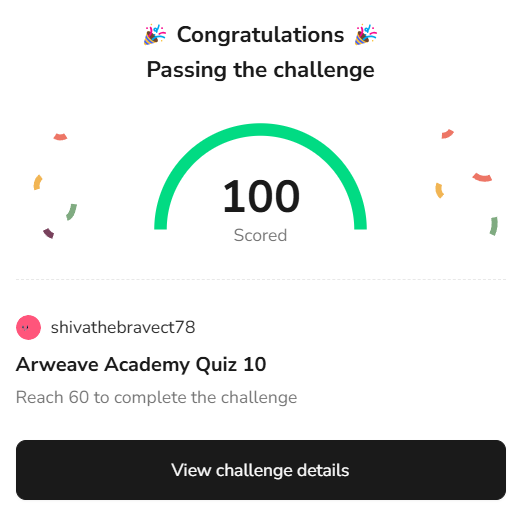 🎉 Congratulations 🎉
Passing the challenge
100
Scored
shivathebravect78
Arweave Academy Quiz 10
Reach 60 to complete the challenge
View challenge details